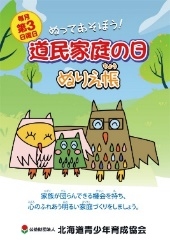 毎月
第3
日曜日
ぬってあそぼう!
道民家庭の日
ぬりえ帳
家族が団らんできる機会を持ち、
心のふれあう明るい家庭づくりをしましょう。
公益財団法人 北海道青少年育成協会